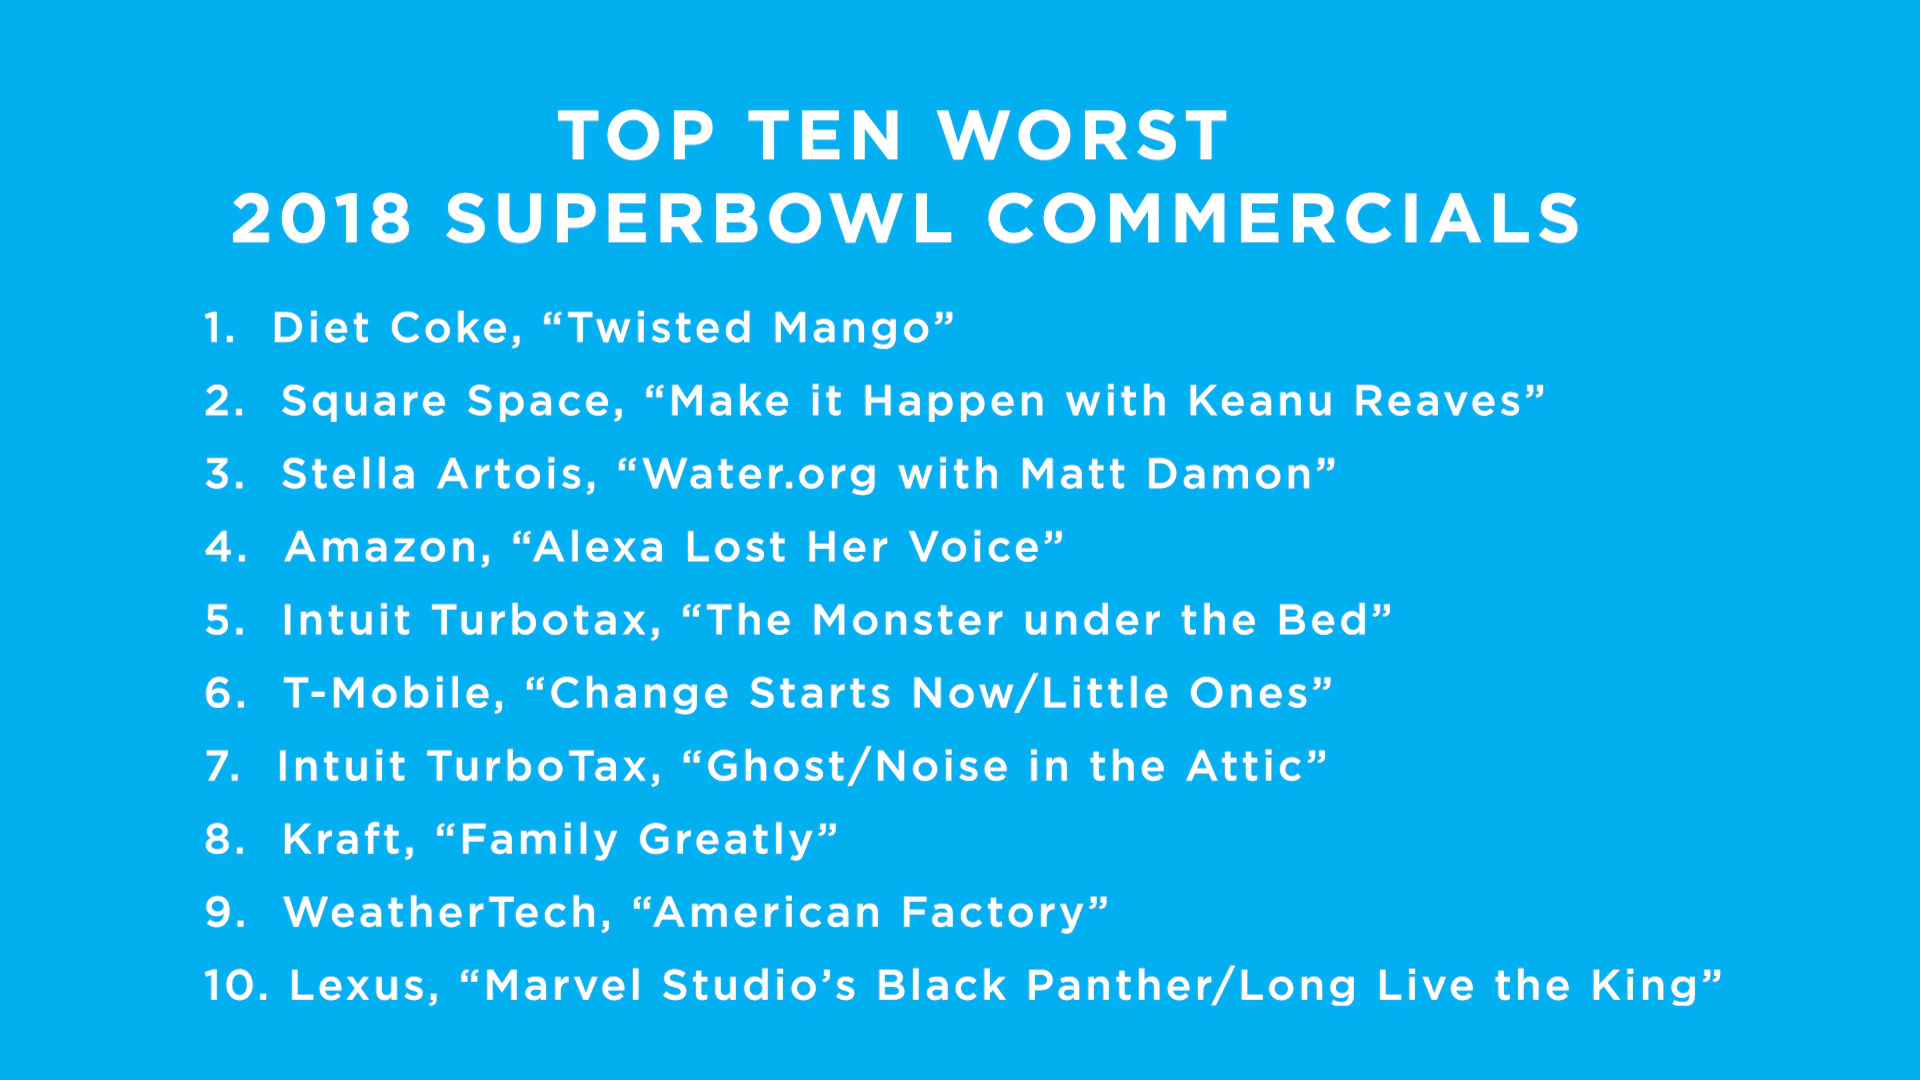 TOP TEN WORST
2018 SUPERBOWL COMMERCIALS
1. Diet Coke, “Twisted Mango”
2. Square Space, “Make it Happen with Keanu Reaves”
3. Stella Artois, “Water.org with Matt Damon”
4. Amazon, “Alexa Lost Her Voice”
5. Intuit Turbotax, “The Monster under the Bed”
6. T-Mobile, “Change Starts Now/Little Ones”
7. Intuit TurboTax, “Ghost/Noise in the Attic”
8. Kraft, “Family Greatly”
9. WeatherTech, “American Factory”
10. Lexus, “Marvel Studio’s Black Panther/Long Live the King”